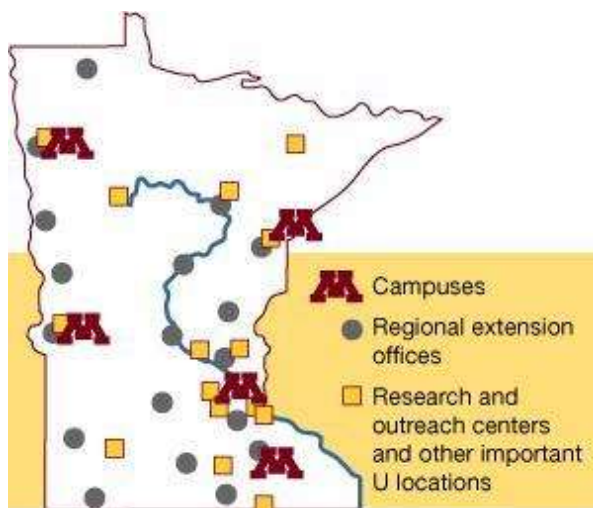 Campuses
Regional extension
offices
Research and
outreach centers
and other important
U locations